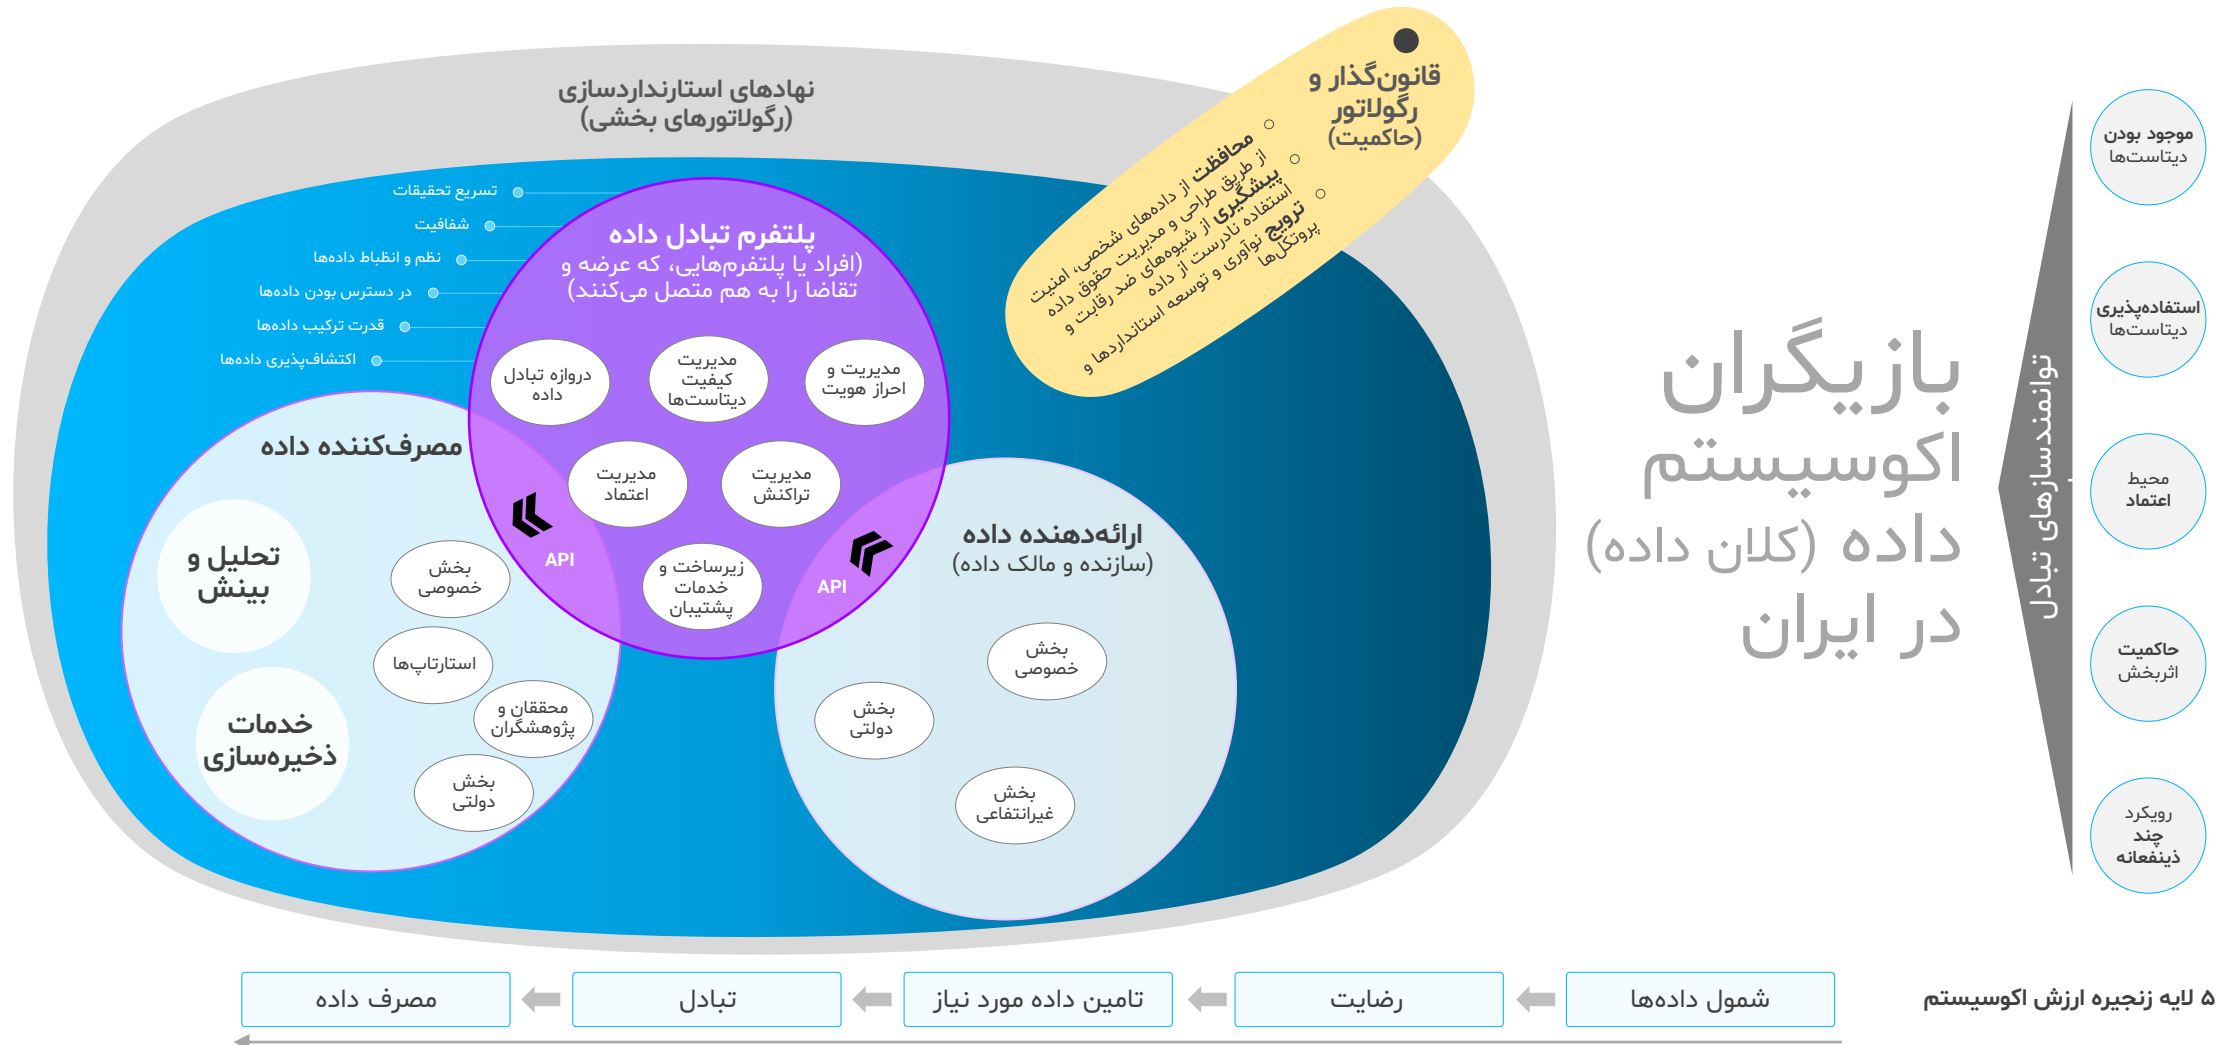 بازیگران
اکوسیستم
داده (کلان داده)
در ایران
توانمندسازهای تبادل
موجود بودن
دیتاست‌ها
استفاده‌پذیری
دیتاست‌ها
محیط
اعتماد
حاکمیت
اثربخش
رویکرد
چند
ذینفعانه
قانون‌گذار و
رگولاتور
(حاکمیت)
محافظت از داده‌های شخصی، امنیت
از طریق طراحی و مدیریت حقوق داده
پیشگیری از شیوه‌های ضد رقابت و
استفاده نادرست از داده
ترویج نوآوری و توسعه استانداردها و
پروتکل‌ها
نهادهای استارنداردسازی
(رگولاتورهای بخشی)
تسریع تحقیقات
شفافیت
نظم و انظباط داده‌ها
در دسترس بودن داده‌ها
قدرت ترکیب داده‌ها
اکتشاف‌پذیری داده‌ها
پلتفرم تبادل داده
(افراد یا پلتفرم‌هایی، که عرضه و
تقاضا را به هم متصل می‌کنند)
مدیریت و
احراز هویت
مدیریت
کیفیت
دیتاست‌ها
دروازه تبادل
داده
مدیریت
تراکنش
مدیریت
اعتماد
زیرساخت و
خدمات
پشتیبان
API
API
ارائه‌دهنده داده
(سازنده و مالک داده)
بخش
خصوصی
بخش
دولتی
بخش
غیرانتفاعی
مصرف‌کننده داده
تحلیل و
بینش
خدمات
ذخیره‌سازی
بخش
خصوصی
استارتاپ‌ها
محققان و
پژوهشگران
بخش
دولتی
۵ لایه زنجیره ارزش اکوسیستم
شمول داده‌ها
رضایت
تامین داده مورد نیاز
تبادل
مصرف داده